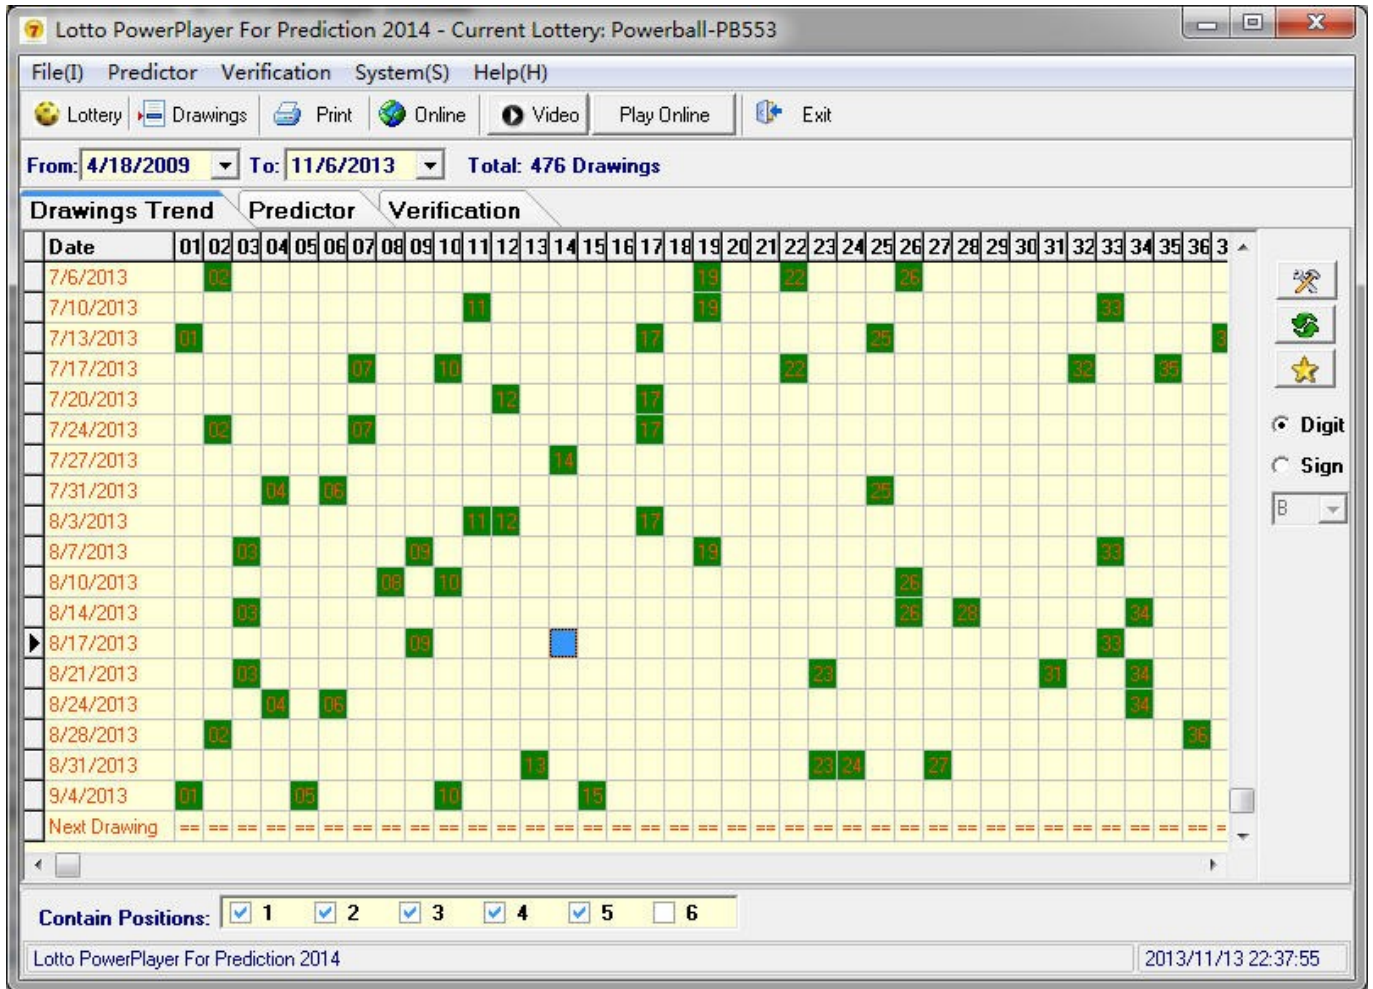 Lotto PowerPlayer For Prediction 2014 - Current Lottery: Powerball-PB553
File(I) Predictor Verification System(S) Help(H)
Lottery Drawings Print Online Video Play Online Exit
From: 4/18/2009 To: 11/6/2013 Total: 476 Drawings
Drawings Trend Predictor Verification
Date 01 02 03 04 05 06 07 08 09 10 11 12 13 14 15 16 17 18 19 20 21 22 23 24 25 26 27 28 29 30 31 32 33 34 35 36 3
7/6/2013 02 19 22 26
7/10/2013 11 19 33
7/13/2013 01 17 25 3
7/17/2013 07 10 22 32 35
7/20/2013 12 17
7/24/2013 02 07 17
7/27/2013 14
7/31/2013 04 06 25
8/3/2013 11 12 17
8/7/2013 03 09 19 33
8/10/2013 08 10 26
8/14/2013 03 26 28 34
8/17/2013 09 33
8/21/2013 03 23 31 34
8/24/2013 04 06 34
8/28/2013 02 36
8/31/2013 13 23 24 27
9/4/2013 01 05 10 15
Next Drawing == == == == == == == == == == == == == == == == == == == == == == == == == == == == == == == == == == == == =
Digit
Sign
B
Contain Positions: 1 2 3 4 5 6
Lotto PowerPlayer For Prediction 2014 2013/11/13 22:37:55